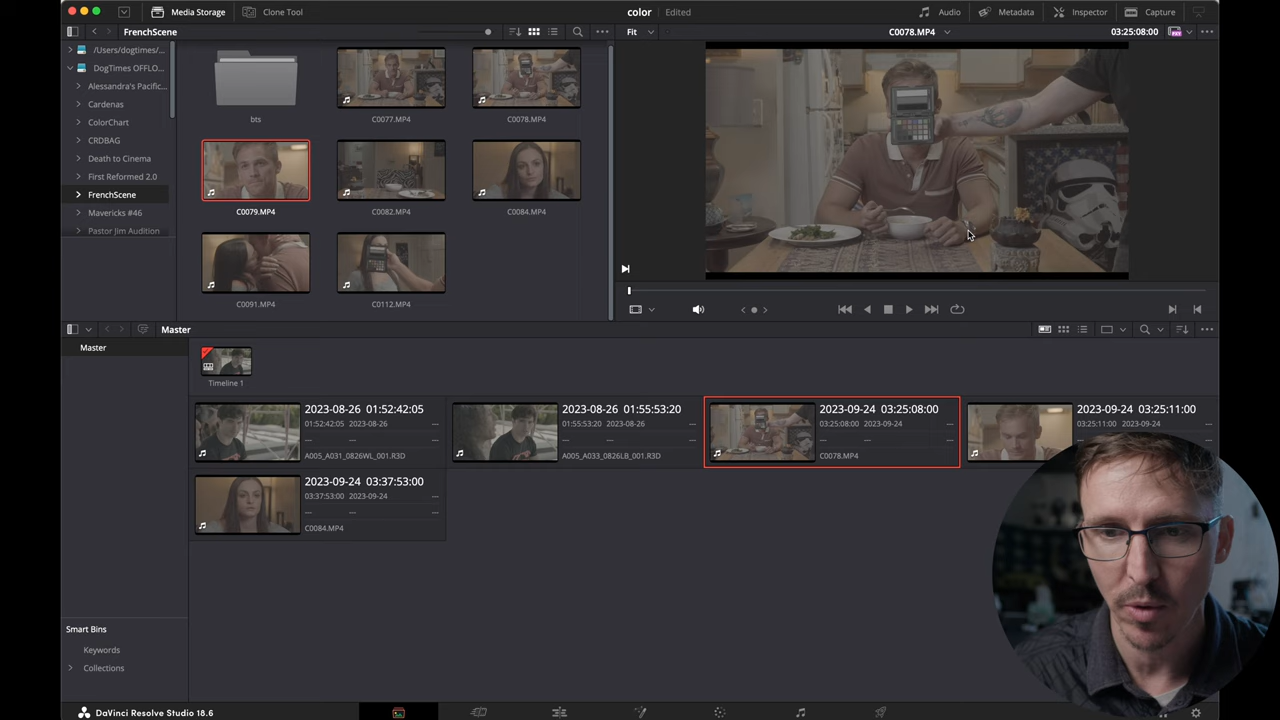 Media Storage
Clone Tool
color
Edited
Audio
Metadata
Inspector
Capture
FrenchScene
Fit
C0078.MP4
03:25:08:00
/Users/dogtimes/...
DogTimes OFFLO...
Alessandra's Pacific...
Cardenas
ColorChart
CRDBAG
Death to Cinema
First Reformed 2.0
FrenchScene
Mavericks #46
Pastor Jim Audition
bts
C0077.MP4
C0078.MP4
C0079.MP4
C0082.MP4
C0084.MP4
C0091.MP4
C0112.MP4
Master
Master
Timeline 1
2023-08-26 01:52:42:05
01:52:42:05 2023-08-26
A005_A031_0826WL_001.R3D
2023-08-26 01:55:53:20
01:55:53:20 2023-08-26
A005_A033_0826LB_001.R3D
2023-09-24 03:25:08:00
03:25:08:00 2023-09-24
C0078.MP4
2023-09-24 03:25:11:00
03:25:11:00 2023-09-24
2023-09-24 03:37:53:00
03:37:53:00 2023-09-24
C0084.MP4
Smart Bins
Keywords
Collections
DaVinci Resolve Studio 18.6